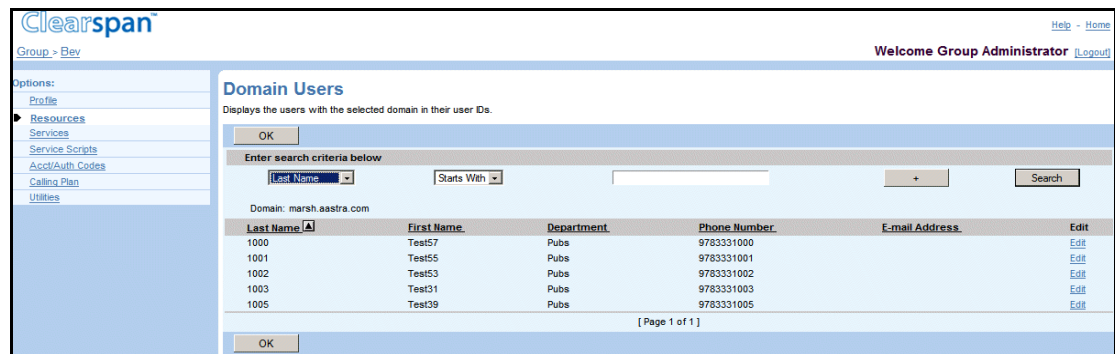 Clearspan™
Help - Home
Group > Bev
Welcome Group Administrator [Logout]
Options:
Profile
Resources
Services
Service Scripts
Acct/Auth Codes
Calling Plan
Utilities
Domain Users
Displays the users with the selected domain in their user IDs.
OK
Enter search criteria below
Last Name Starts With + Search
Domain: marsh.aastra.com
Last Name First Name Department Phone Number E-mail Address Edit
1000 Test57 Pubs 9783331000 Edit
1001 Test55 Pubs 9783331001 Edit
1002 Test53 Pubs 9783331002 Edit
1003 Test31 Pubs 9783331003 Edit
1005 Test39 Pubs 9783331005 Edit
[ Page 1 of 1 ]
OK